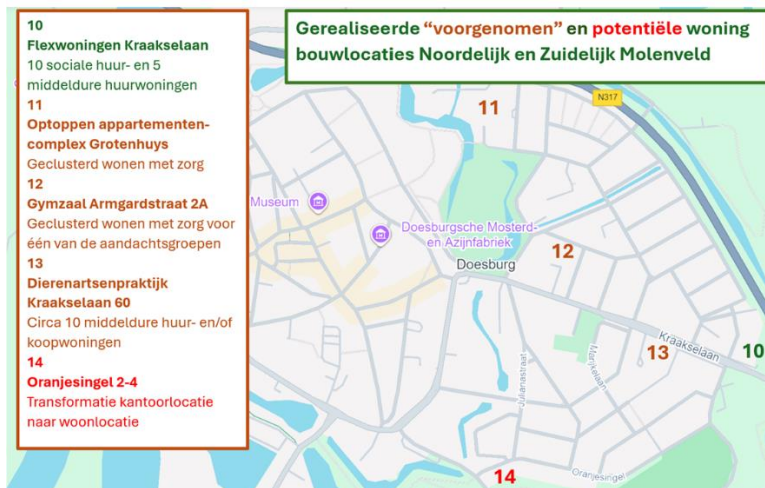 10
Flexwoningen Kraakselaan
10 sociale huur- en 5
middeldure huurwoningen
11
Optoppen appartementen-
complex Grotenhuys
Geclusterd wonen met zorg
12
Gymzaal Armgardstraat 2A
Geclusterd wonen met zorg voor
één van de aandachtsgroepen
13
Dierenartsenpraktijk
Kraakselaan 60
Circa 10 middeldure huur- en/of
koopwoningen
14
Oranjesingel 2-4
Transformatie kantoorlocatie
naar woonlocatie
Gerealiseerde “voorgenomen” en potentiële woning
bouwlocaties Noordelijk en Zuidelijk Molenveld
N317
11
Museum
Doesburgsche Mosterd-
en Azijnfabriek
Doesburg
12
Kraakselaan
13
10
Marijkelaan
Julianastraat
Oranjesingel
14